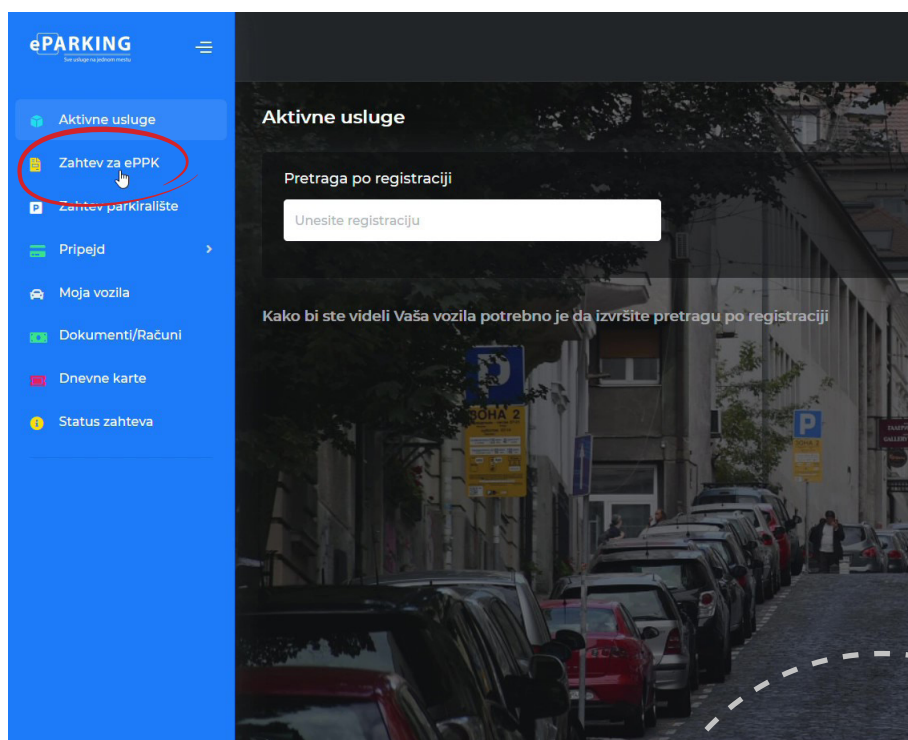 ePARKING
Sve usluge na jednom mestu
Aktivne usluge
Zahtev za ePPK
Zahtev parkiralište
Pripejd
Moja vozila
Dokumenti/Računi
Dnevne karte
Status zahteva
Aktivne usluge
Pretraga po registraciji
Unesite registraciju
Kako bi ste videli Vaša vozila potrebno je da izvršite pretragu po registraciji
P
ЗОНА 2
P